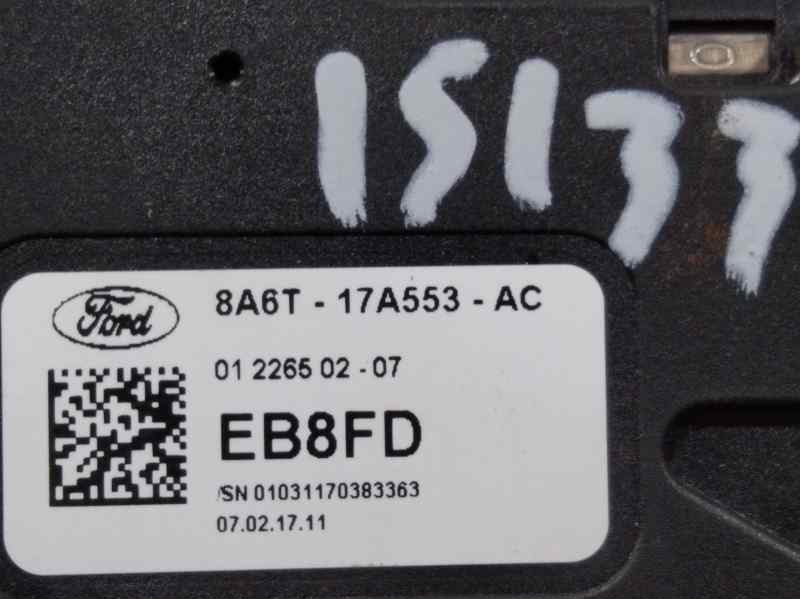 15133
Ford
8A6T - 17A553 - AC
01 2265 02 - 07
EB8FD
/SN 01031170383363
07.02.17.11